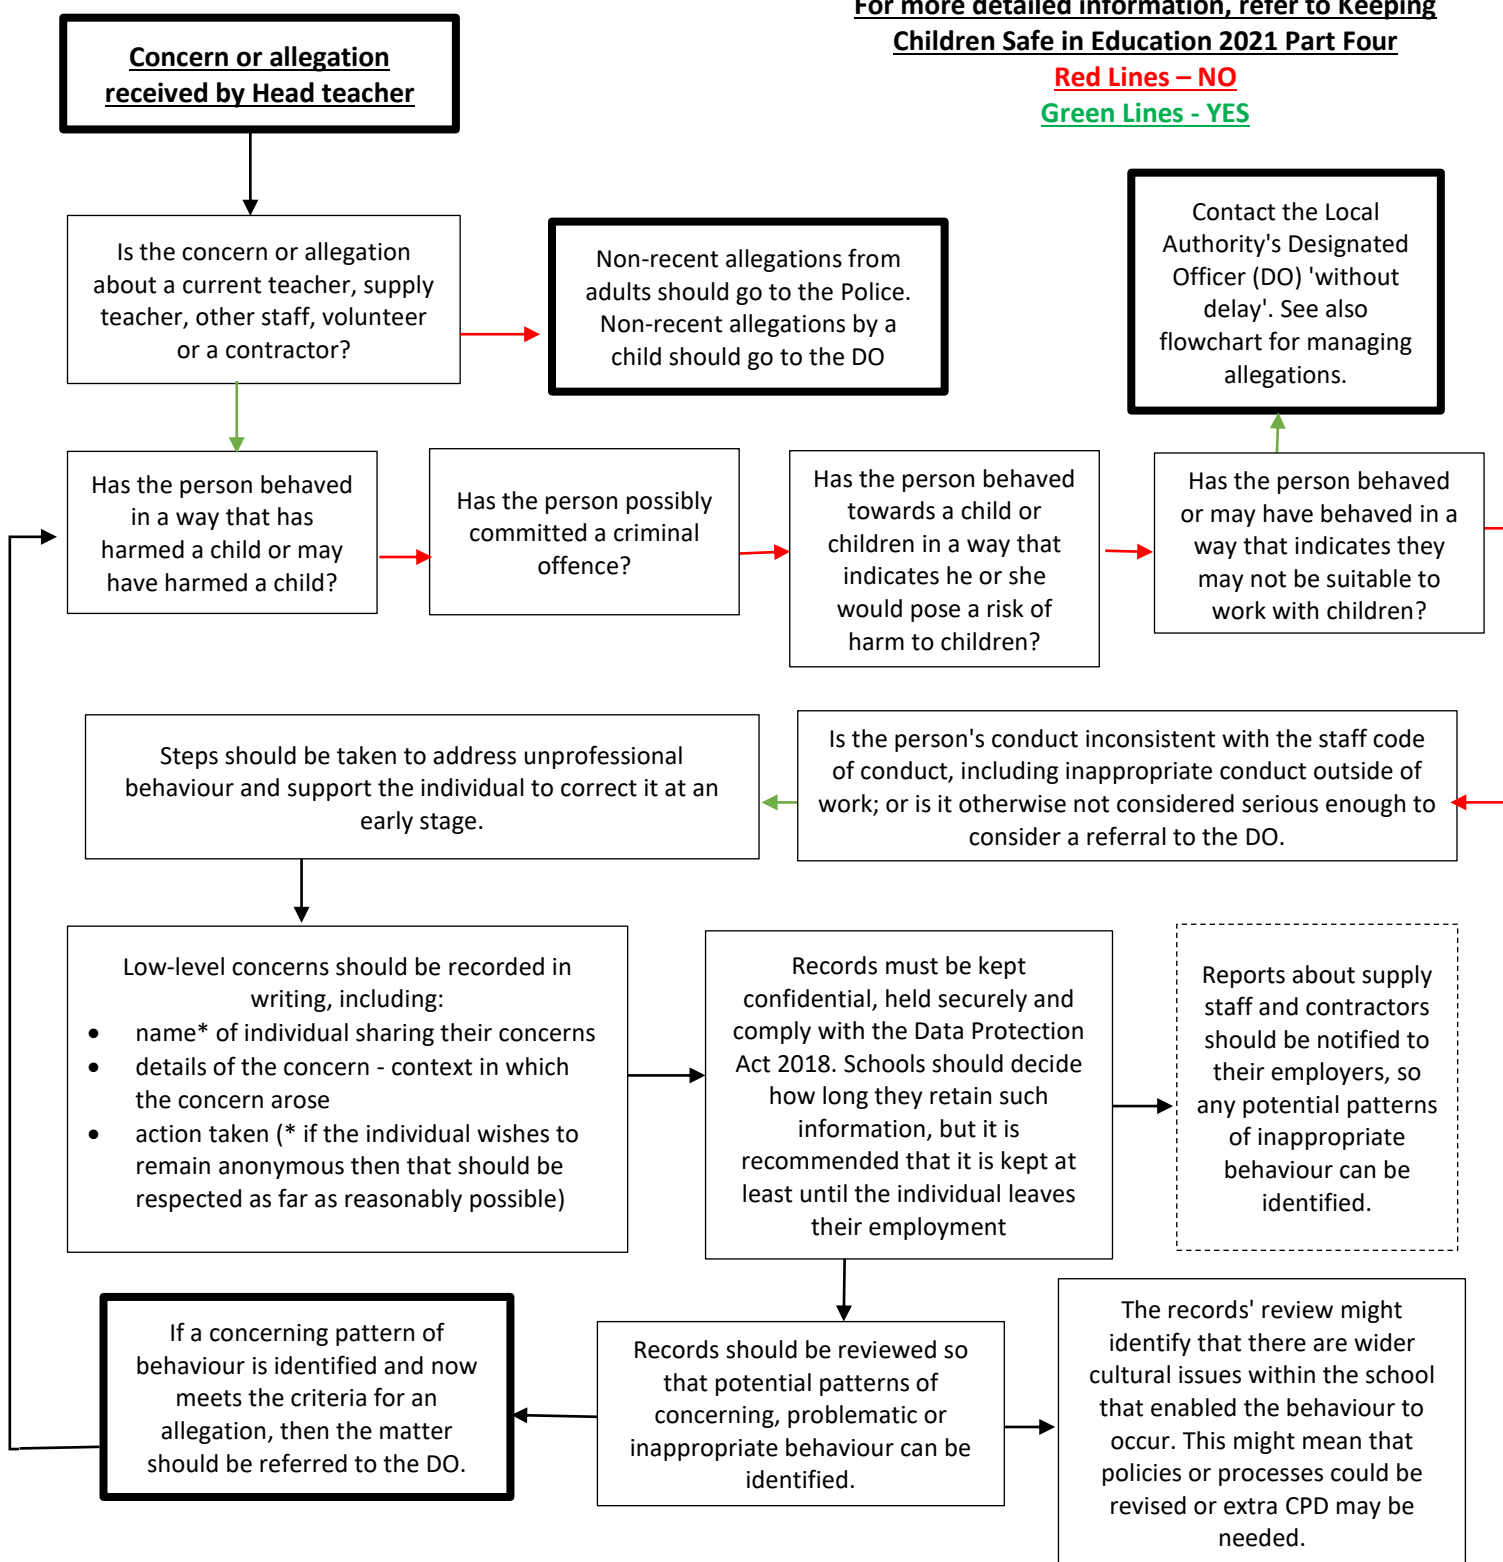 For more detailed information, refer to Keeping
Children Safe in Education 2021 Part Four
Red Lines – NO
Green Lines - YES
Concern or allegation
received by Head teacher
Is the concern or allegation
about a current teacher, supply
teacher, other staff, volunteer
or a contractor?
Non-recent allegations from
adults should go to the Police.
Non-recent allegations by a
child should go to the DO
Contact the Local
Authority's Designated
Officer (DO) 'without
delay'. See also
flowchart for managing
allegations.
Has the person behaved
in a way that has
harmed a child or may
have harmed a child?
Has the person possibly
committed a criminal
offence?
Has the person behaved
towards a child or
children in a way that
indicates he or she
would pose a risk of
harm to children?
Has the person behaved
or may have behaved in a
way that indicates they
may not be suitable to
work with children?
Is the person's conduct inconsistent with the staff code
of conduct, including inappropriate conduct outside of
work; or is it otherwise not considered serious enough to
consider a referral to the DO.
Steps should be taken to address unprofessional
behaviour and support the individual to correct it at an
early stage.
Low-level concerns should be recorded in
writing, including:
• name* of individual sharing their concerns
• details of the concern - context in which
the concern arose
• action taken (* if the individual wishes to
remain anonymous then that should be
respected as far as reasonably possible)
Records must be kept
confidential, held securely and
comply with the Data Protection
Act 2018. Schools should decide
how long they retain such
information, but it is
recommended that it is kept at
least until the individual leaves
their employment
Reports about supply
staff and contractors
should be notified to
their employers, so
any potential patterns
of inappropriate
behaviour can be
identified.
If a concerning pattern of
behaviour is identified and now
meets the criteria for an
allegation, then the matter
should be referred to the DO.
Records should be reviewed so
that potential patterns of
concerning, problematic or
inappropriate behaviour can be
identified.
The records' review might
identify that there are wider
cultural issues within the school
that enabled the behaviour to
occur. This might mean that
policies or processes could be
revised or extra CPD may be
needed.